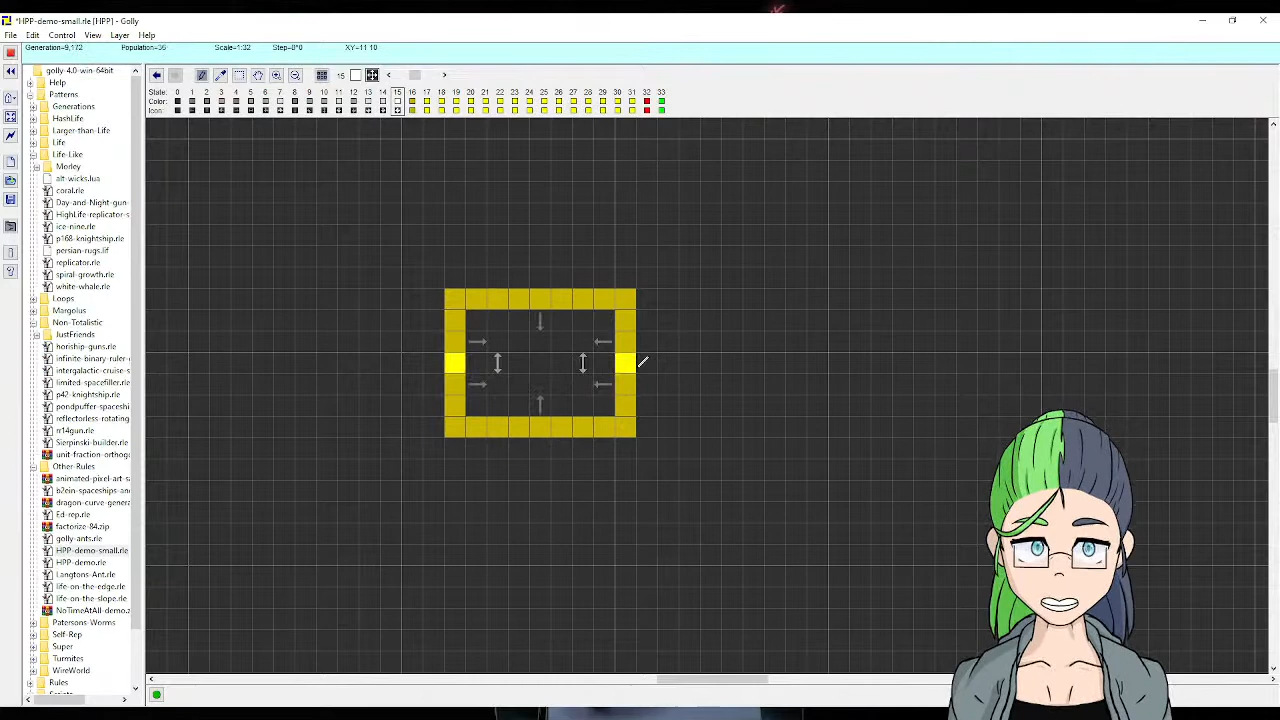 *HPP-demo-small.rle [HPP] - Golly
File Edit Control View Layer Help
Generation=9,172 Population=36 Scale=1:32 Step=8^0 XY=11 10
15
State: 0 1 2 3 4 5 6 7 8 9 10 11 12 13 14 15 16 17 18 19 20 21 22 23 24 25 26 27 28 29 30 31 32 33
Color:
Icon:
golly-4.0-win-64bit
Help
Patterns
Generations
HashLife
Larger-than-Life
Life
Life-Like
Morley
alt-wicks.lua
coral.rle
Day-and-Night-gun-
HighLife-replicator-s
ice-nine.rle
p168-knightship.rle
persian-rugs.lif
replicator.rle
spiral-growth.rle
white-whale.rle
Loops
Margolus
Non-Totalistic
JustFriends
horiship-guns.rle
infinite-binary-ruler-
limited-spacefiller.rle
p42-knightship.rle
pondpuffer-spaceshi
reflectorless-rotating
rr14gun.rle
Sierpinski-builder.rle
unit-fraction-orthog
Other-Rules
animated-pixel-art-s
b2ein-spaceships-an
dragon-curve-genera
Ed-rep.rle
factorize-84.zip
golly-ants.rle
HPP-demo-small.rle
HPP-demo.rle
Langtons-Ant.rle
life-on-the-edge.rle
life-on-the-slope.rle
NoTimeAtAll-demo.z
Patersons-Worms
Self-Rep
Super
Turmites
WireWorld
Rules